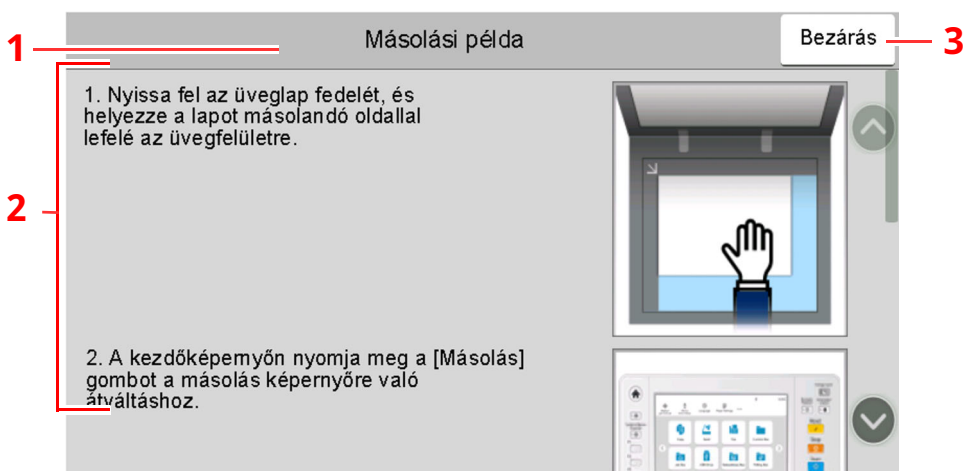 1
Másolási példa
Bezárás
3
2
1. Nyissa fel az üveglap fedelét, és
helyezze a lapot másolandó oldallal
lefelé az üvegfelületre.
2. A kezdőképernyőn nyomja meg a [Másolás]
gombot a másolás képernyőre való
átváltáshoz.